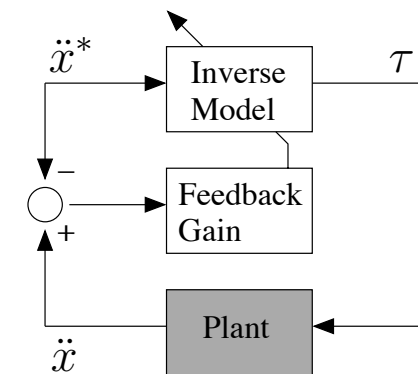 ẍ*
Inverse
Model
τ
−
+
Feedback
Gain
Plant
ẍ